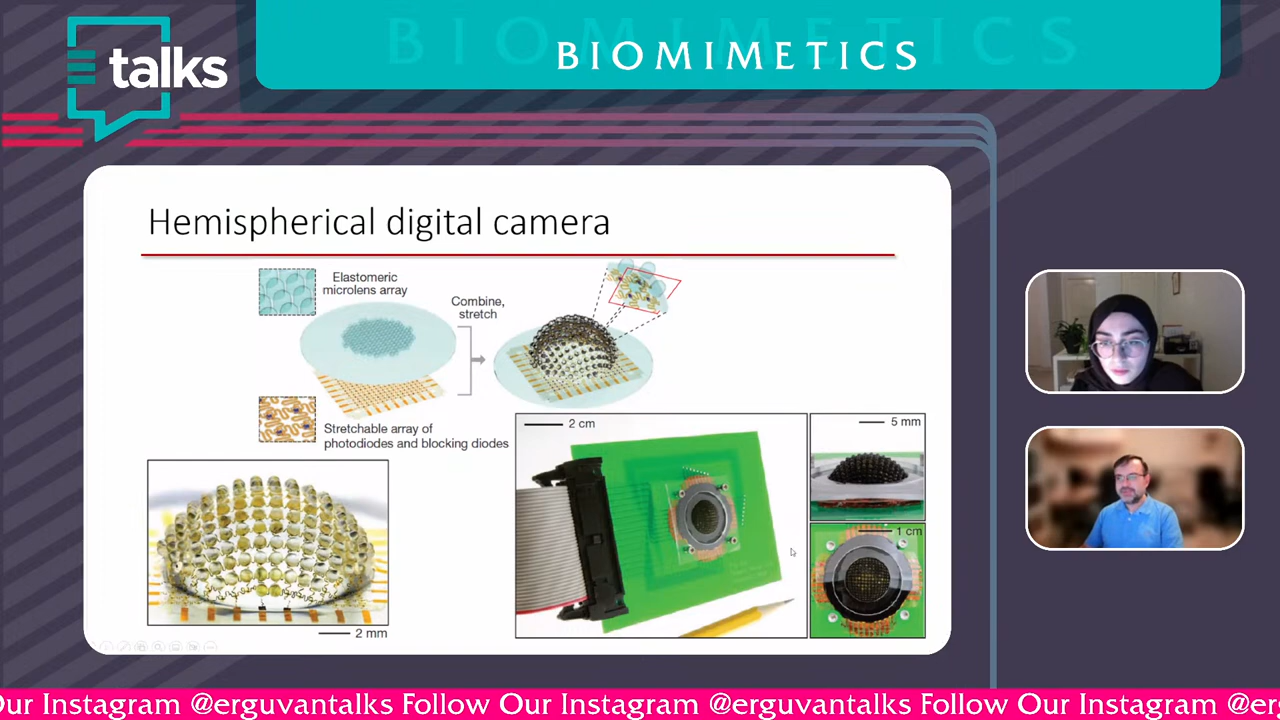 talks
BIOMIMETICS
BIOMIMETICS
Hemispherical digital camera
Elastomeric
microlens array
Combine,
stretch
Stretchable array of
photodiodes and blocking diodes
2 cm
5 mm
1 cm
2 mm
Our Instagram @erguvantalks Follow Our Instagram @erguvantalks Follow Our Instagram @er